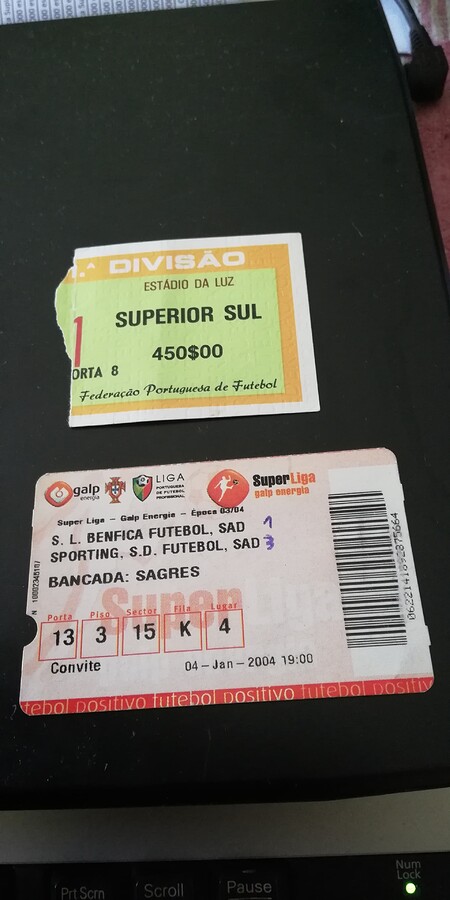 1.ª DIVISÃO
ESTÁDIO DA LUZ
SUPERIOR SUL
1
450$00
ORTA 8
Federação Portuguesa de Futebol
galp
energia
LIGA
PORTUGUESA
DE FUTEBOL
PROFISSIONAL
SuperLiga
galp energia
Super Liga – Galp Energia – Época 03/04
S. L. BENFICA FUTEBOL, SAD 1
SPORTING, S.D. FUTEBOL, SAD 3
BANCADA: SAGRES
Porta Piso Sector Fila Lugar
13 3 15 K 4
Convite 04-Jan-2004 19:00
futebol positivo futebol positivo futebol positivo
0622141892875664
Prt Scrn
Scroll
Pause
Num
Lock